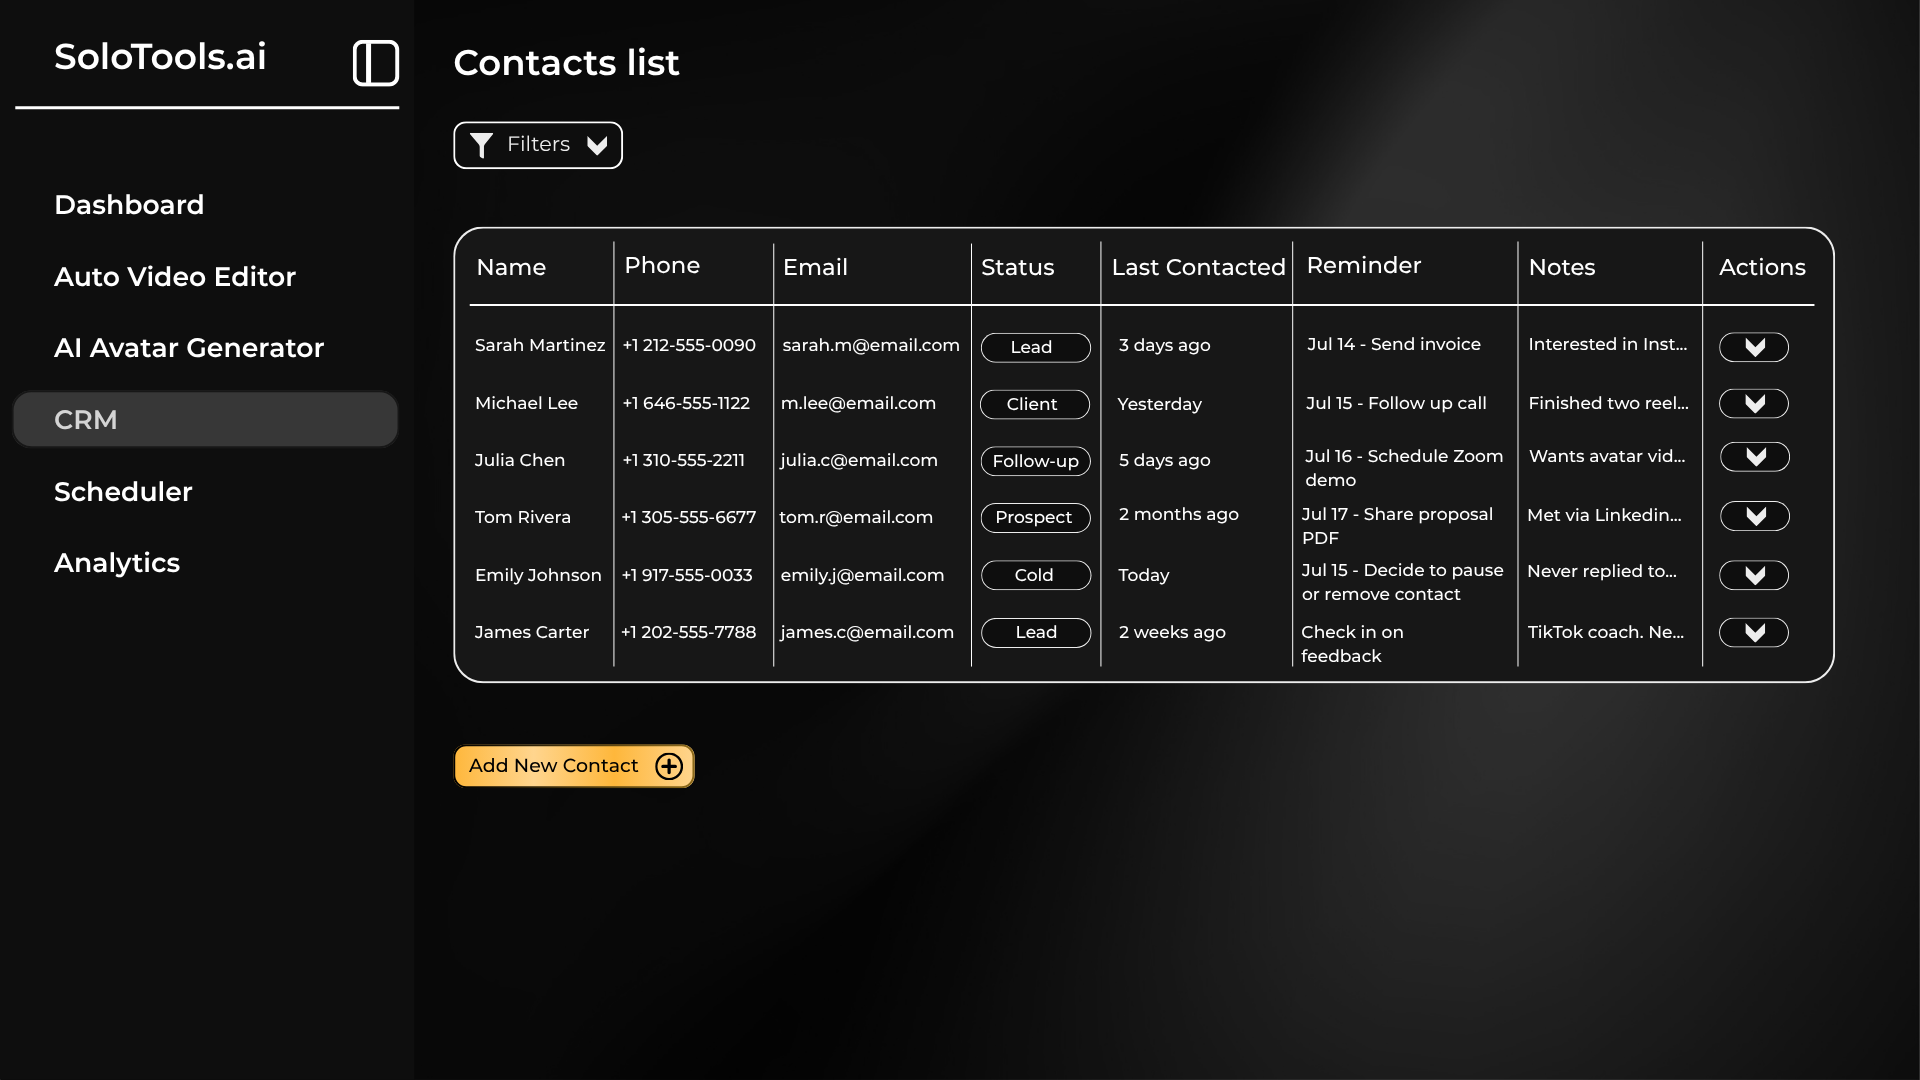 SoloTools.ai
Dashboard
Auto Video Editor
AI Avatar Generator
CRM
Scheduler
Analytics
Contacts list
Filters
Name Phone Email Status Last Contacted Reminder Notes Actions
Sarah Martinez +1 212-555-0090 sarah.m@email.com Lead 3 days ago Jul 14 - Send invoice Interested in Inst...
Michael Lee +1 646-555-1122 m.lee@email.com Client Yesterday Jul 15 - Follow up call Finished two reel...
Julia Chen +1 310-555-2211 julia.c@email.com Follow-up 5 days ago Jul 16 - Schedule Zoom Wants avatar vid...
demo
Tom Rivera +1 305-555-6677 tom.r@email.com Prospect 2 months ago Jul 17 - Share proposal Met via Linkedin...
PDF
Emily Johnson +1 917-555-0033 emily.j@email.com Cold Today Jul 15 - Decide to pause Never replied to...
or remove contact
James Carter +1 202-555-7788 james.c@email.com Lead 2 weeks ago Check in on TikTok coach. Ne...
feedback
Add New Contact